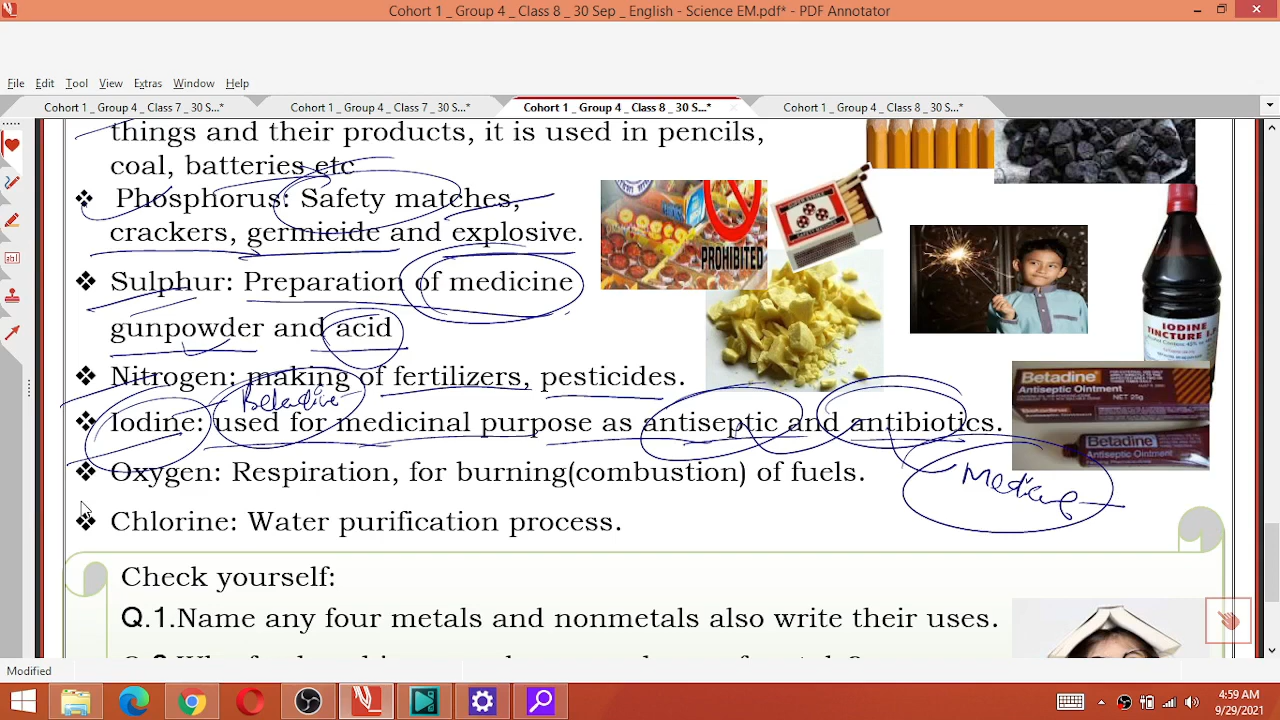 Cohort 1 _ Group 4 _ Class 8 _ 30 Sep _ English - Science EM.pdf* - PDF Annotator
File Edit Tool View Extras Window Help
Cohort 1 _ Group 4 _ Class 7 _ 30 S...* Cohort 1 _ Group 4 _ Class 7 _ 30 S...* Cohort 1 _ Group 4 _ Class 8 _ 30 S...* Cohort 1 _ Group 4 _ Class 8 _ 30 S...*
things and their products, it is used in pencils,
coal, batteries etc
❖ Phosphorus: Safety matches,
crackers, germicide and explosive.
PROHIBITED
❖ Sulphur: Preparation of medicine
gunpowder and acid
IODINE
TINCTURE I.P.
❖ Nitrogen: making of fertilizers, pesticides.
Betadine
Antiseptic Ointment
NET 25g
Betadine
❖ Iodine: used for medicinal purpose as antiseptic and antibiotics.
Betadine
Antiseptic Ointment
❖ Oxygen: Respiration, for burning(combustion) of fuels.
Medicine
❖ Chlorine: Water purification process.
Check yourself:
Q.1.Name any four metals and nonmetals also write their uses.
Modified
4:59 AM
9/29/2021